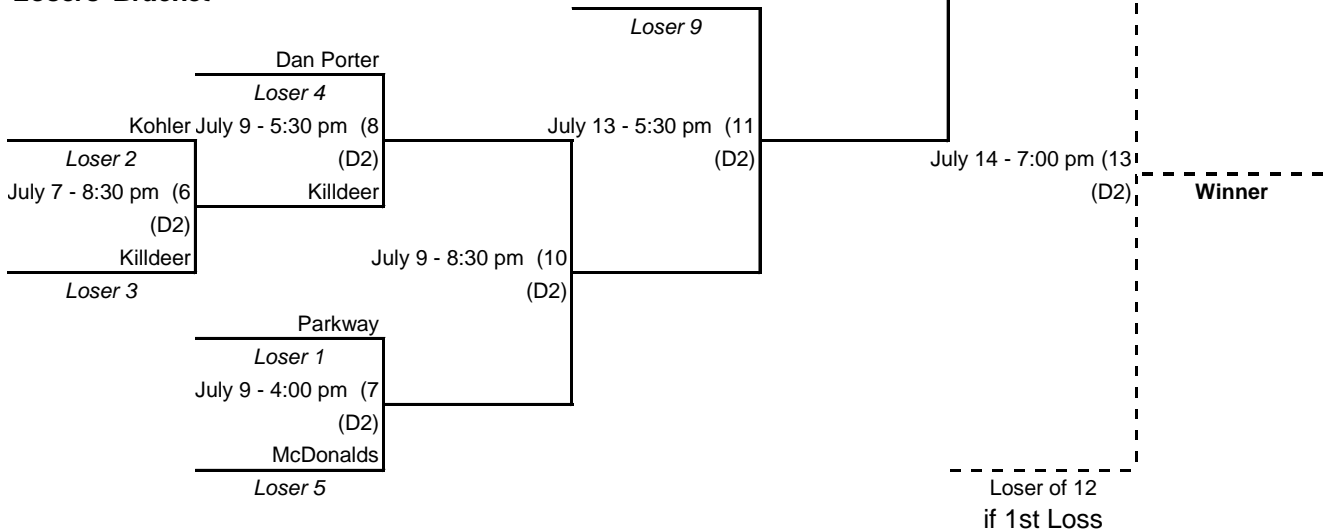 Loser 9
Dan Porter
Loser 4
Kohler July 9 - 5:30 pm (8
July 13 - 5:30 pm (11
Loser 2
(D2)
(D2)
July 14 - 7:00 pm (13
July 7 - 8:30 pm (6
Killdeer
(D2)
Winner
(D2)
Killdeer
July 9 - 8:30 pm (10
Loser 3
(D2)
Parkway
Loser 1
July 9 - 4:00 pm (7
(D2)
McDonalds
Loser 5
Loser of 12
if 1st Loss